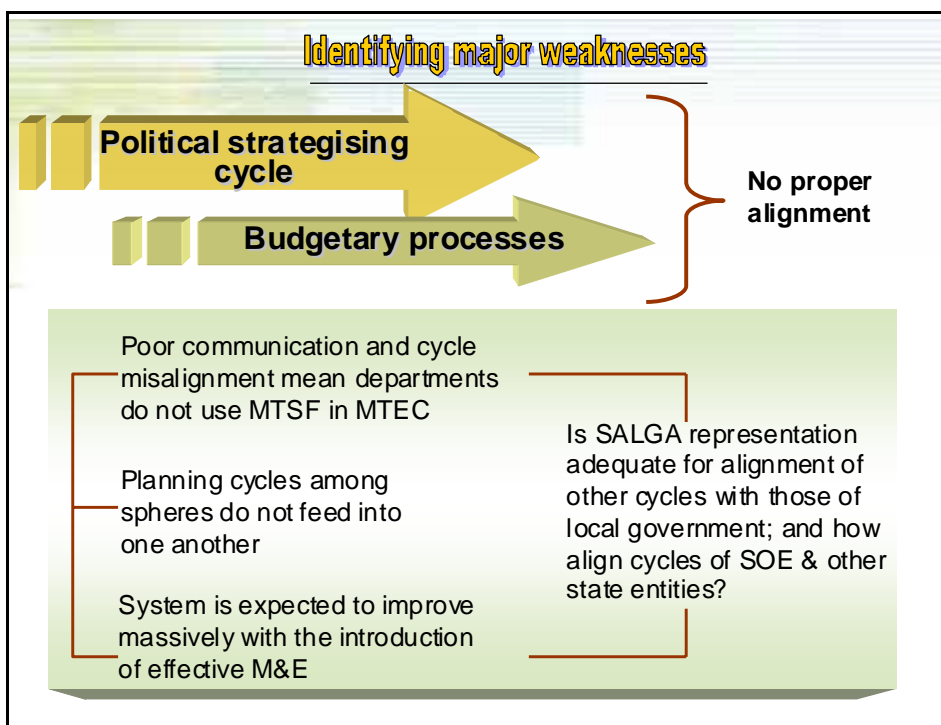 Identifying major weaknesses
Political strategising
cycle
Budgetary processes
No proper
alignment
Poor communication and cycle
misalignment mean departments
do not use MTSF in MTEC
Planning cycles among
spheres do not feed into
one another
System is expected to improve
massively with the introduction
of effective M&E
Is SALGA representation
adequate for alignment of
other cycles with those of
local government; and how
align cycles of SOE & other
state entities?